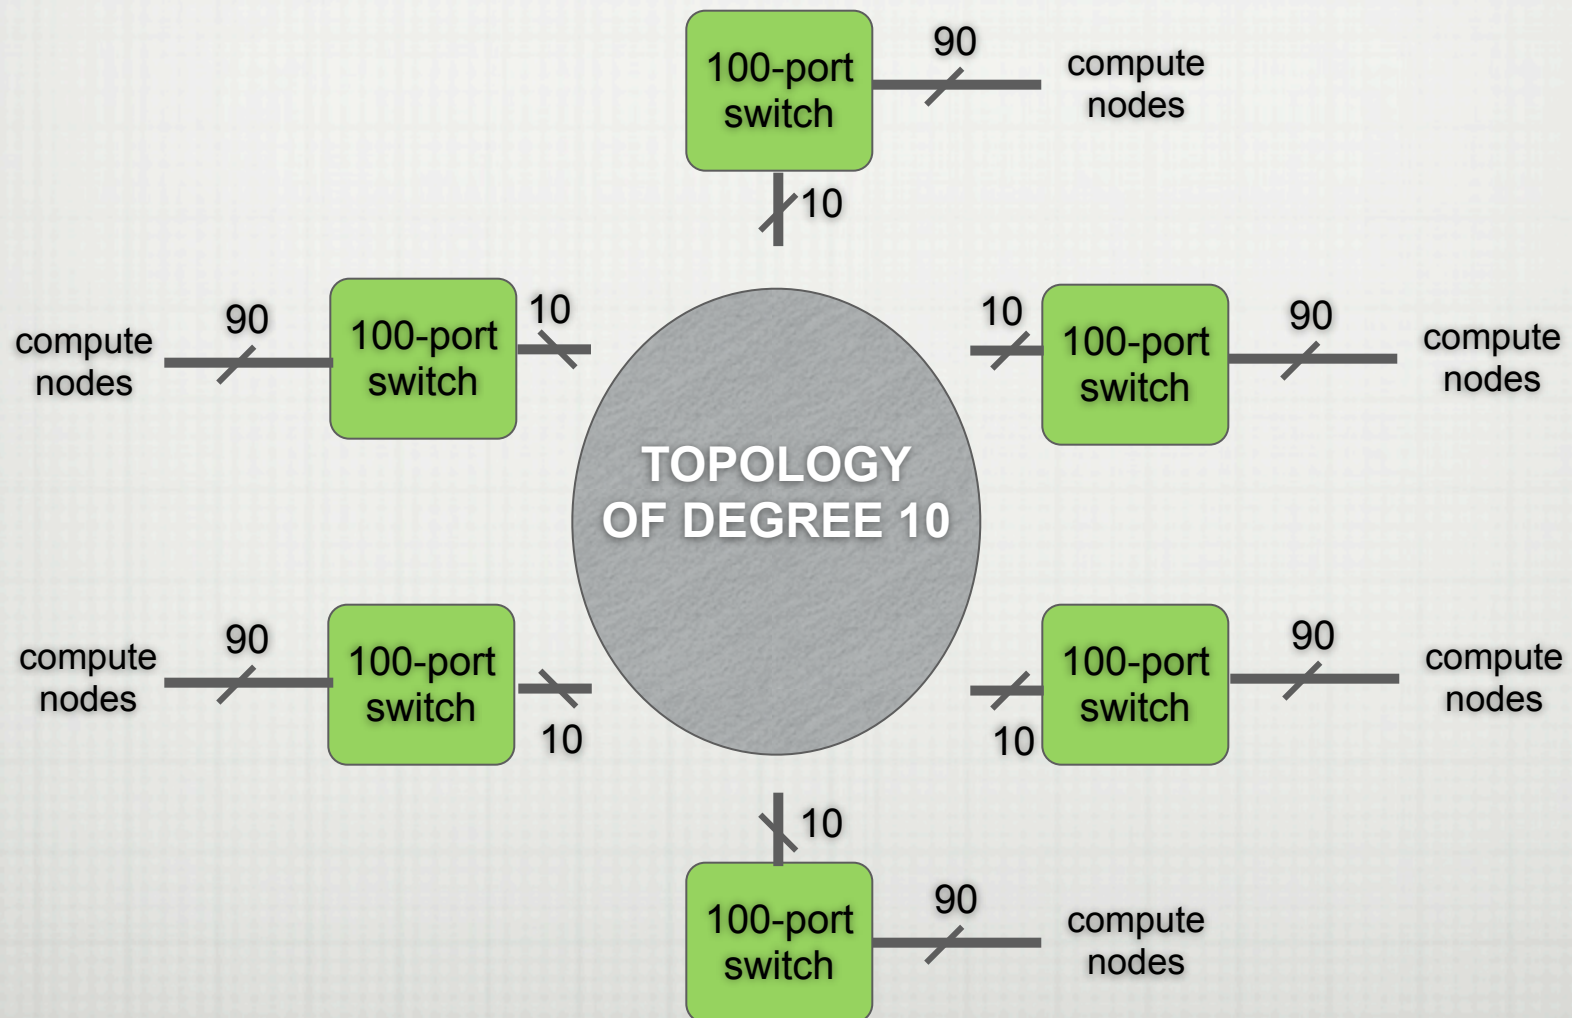 100-port
switch
90
compute
nodes
10
compute
nodes
90
100-port
switch
10
10
100-port
switch
90
compute
nodes
TOPOLOGY
OF DEGREE 10
compute
nodes
90
100-port
switch
10
10
100-port
switch
90
compute
nodes
10
100-port
switch
90
compute
nodes